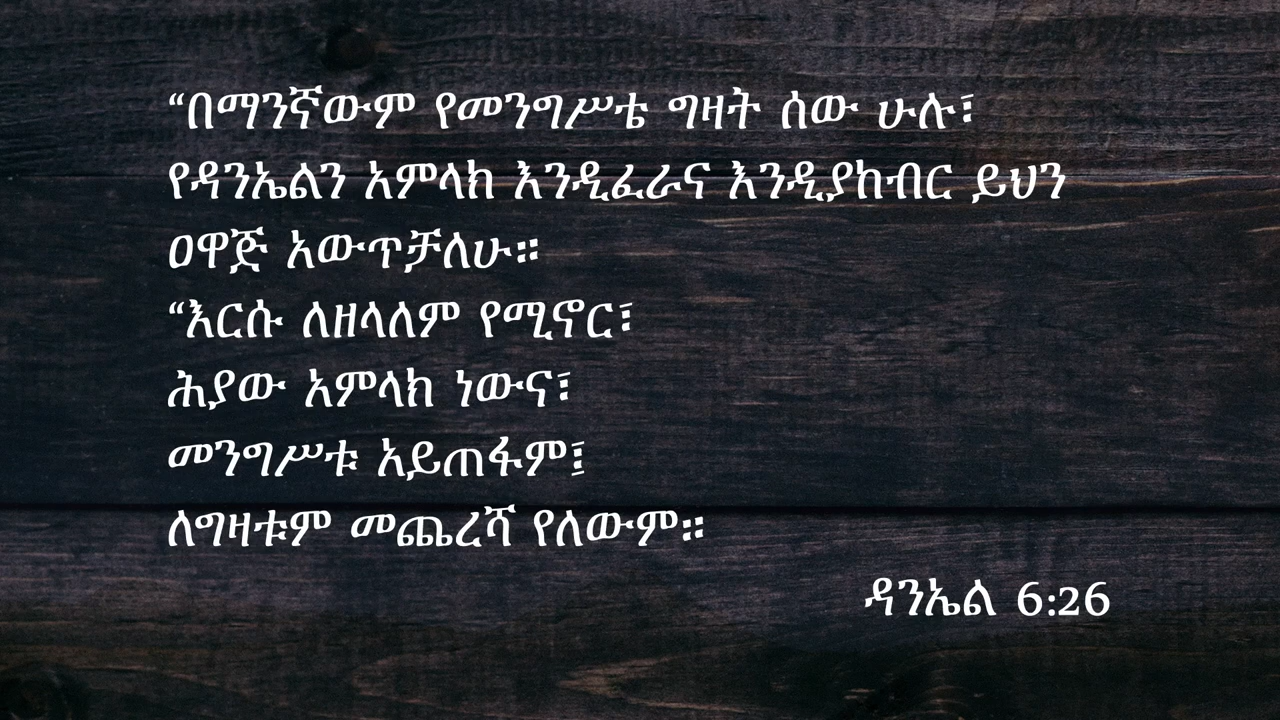 “በማንኛውም የመንግሥቴ ግዛት ሰው ሁሉ፣
የዳንኤልን አምላክ እንዲፈራና እንዲያከብር ይህን
ዐዋጅ አውጥቻለሁ።
“እርሱ ለዘላለም የሚኖር፣
ሕያው አምላክ ነውና፣
መንግሥቱ አይጠፋም፤
ለግዛቱም መጨረሻ የለውም።
ዳንኤል 6:26